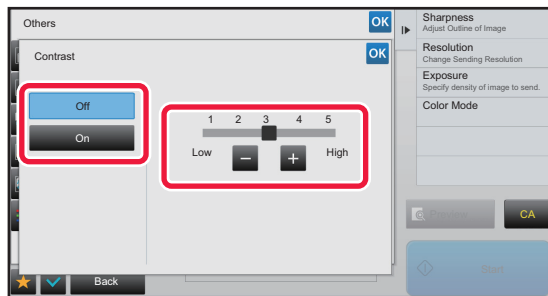 Others
OK
Contrast
OK
Off
On
1 2 3 4 5
Low
−
+
High
Back
Sharpness
Adjust Outline of Image
Resolution
Change Sending Resolution
Exposure
Specify density of image to send.
Color Mode
CA
Start